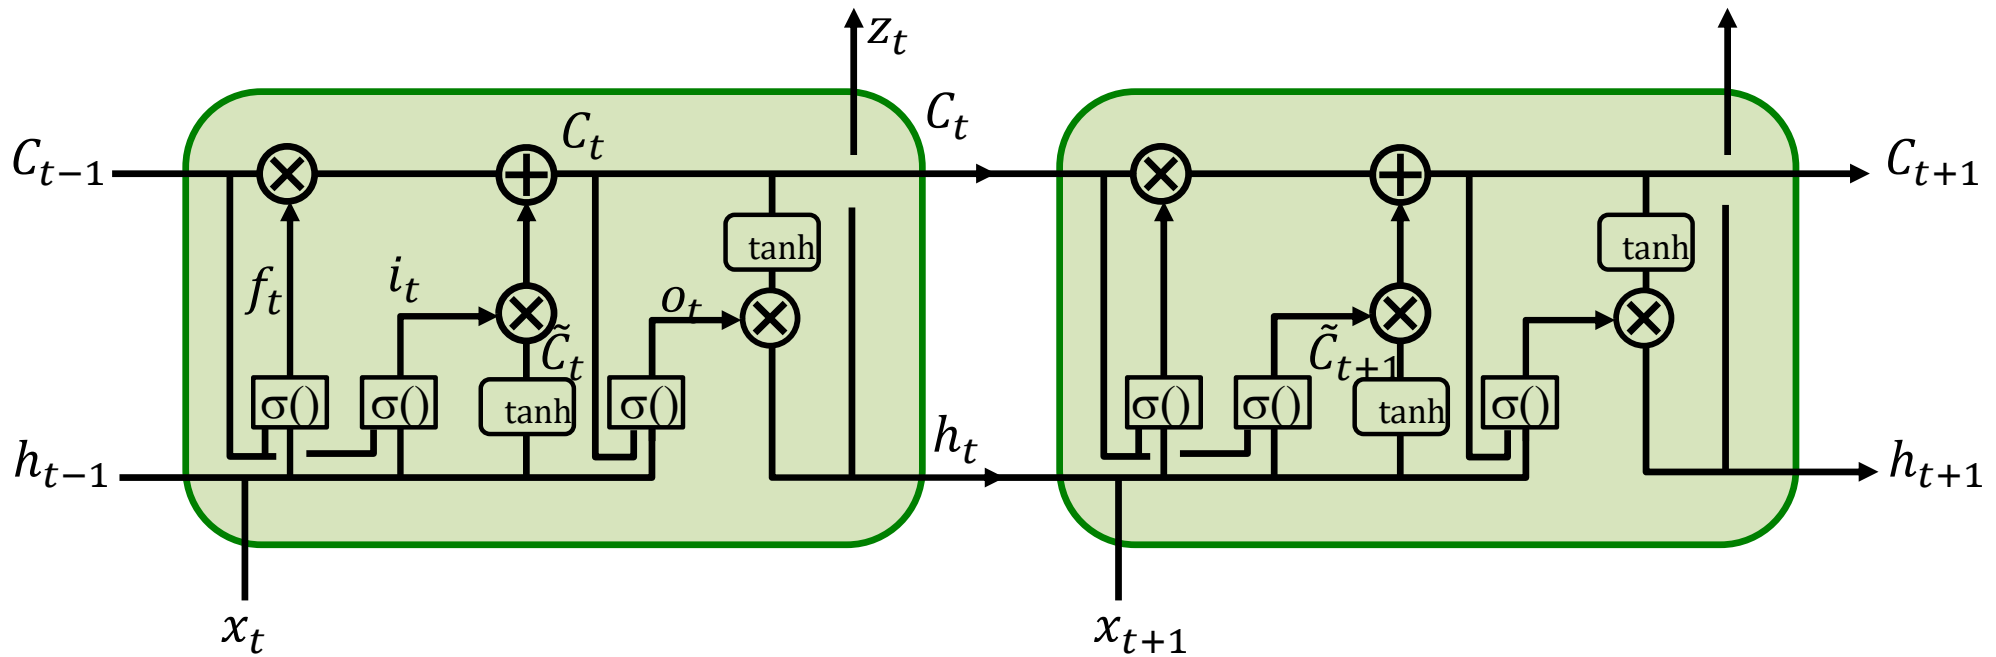 z_t
C_{t-1}
C_t
C_t
C_{t+1}
f_t
i_t
o_t
tanh
tanh
C̃_t
C̃_{t+1}
σ()
σ()
tanh
σ()
σ()
σ()
tanh
σ()
h_{t-1}
h_t
h_{t+1}
x_t
x_{t+1}